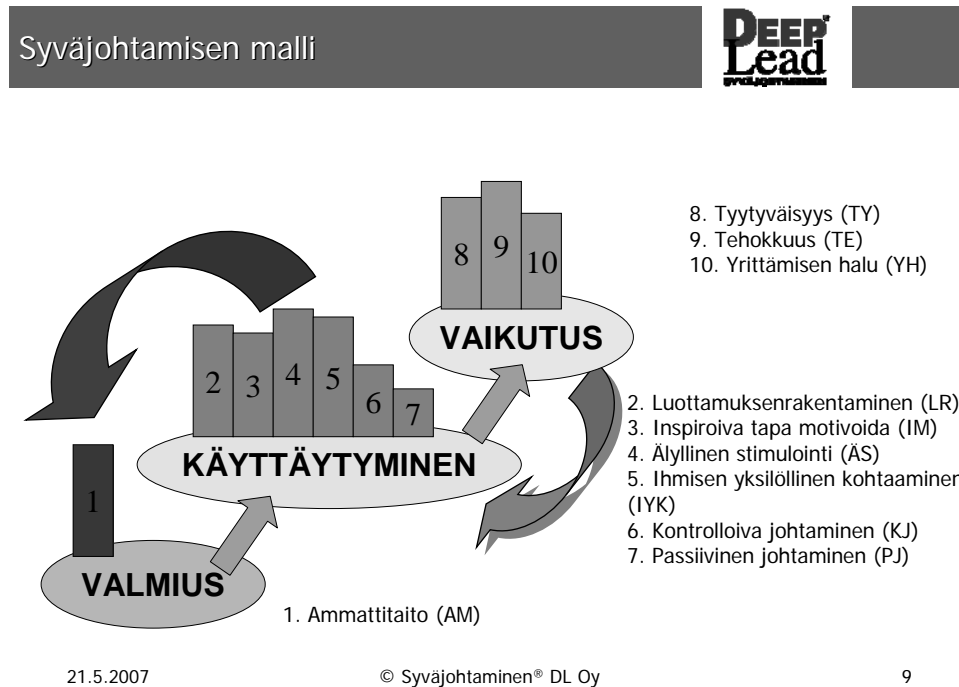 Syväjohtamisen malli
DEEP®
Lead
SYVÄJOHTAMINEN
8. Tyytyväisyys (TY)
9. Tehokkuus (TE)
10. Yrittämisen halu (YH)
8 9 10
VAIKUTUS
2 3 4 5 6 7
KÄYTTÄYTYMINEN
2. Luottamuksenrakentaminen (LR)
3. Inspiroiva tapa motivoida (IM)
4. Älyllinen stimulointi (ÄS)
5. Ihmisen yksilöllinen kohtaaminen
(IYK)
6. Kontrolloiva johtaminen (KJ)
7. Passiivinen johtaminen (PJ)
1
VALMIUS
1. Ammattitaito (AM)
21.5.2007 © Syväjohtaminen® DL Oy 9